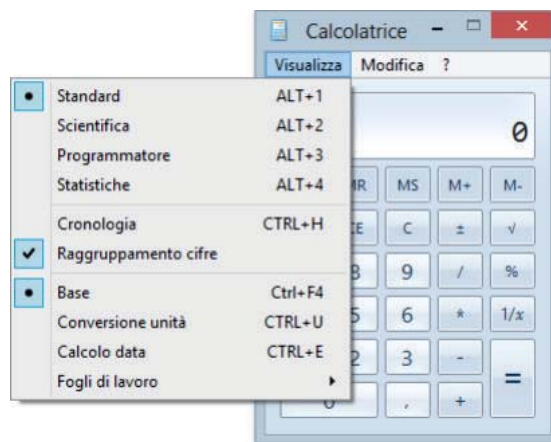 Calcolatrice
Visualizza Modifica ?
Standard ALT+1
Scientifica ALT+2
Programmatore ALT+3
Statistiche ALT+4
Cronologia CTRL+H
Raggruppamento cifre
Base Ctrl+F4
Conversione unità CTRL+U
Calcolo data CTRL+E
Fogli di lavoro
0
MS M+ M-
C ± √
9 / %
6 * 1/x
2 3 - =
, +